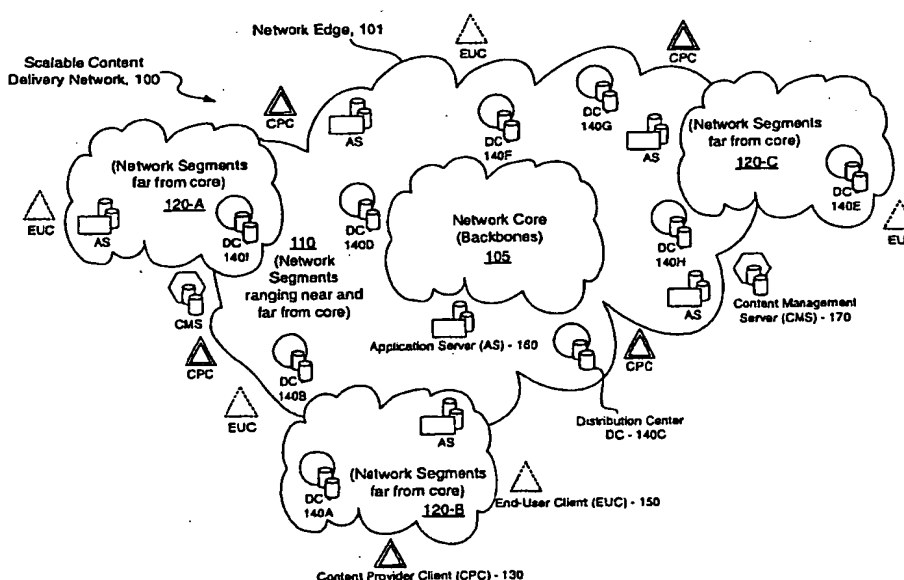 Network Edge, 101
Scalable Content
Delivery Network, 100
EUC
CPC
CPC
AS
DC
140F
DC
140G
AS
(Network Segments
far from core)
120-A
(Network Segments
far from core)
120-C
EUC
AS
DC
140I
DC
140D
Network Core
(Backbones)
105
DC
140H
DC
140E
EUC
110
(Network
Segments
ranging near and
far from core)
CMS
AS
Content Management
Server (CMS) - 170
Application Server (AS) - 160
CPC
DC
140B
CPC
EUC
Distribution Center
DC - 140C
AS
DC
140A
(Network Segments
far from core)
120-B
End-User Client (EUC) - 150
Content Provider Client (CPC) - 130